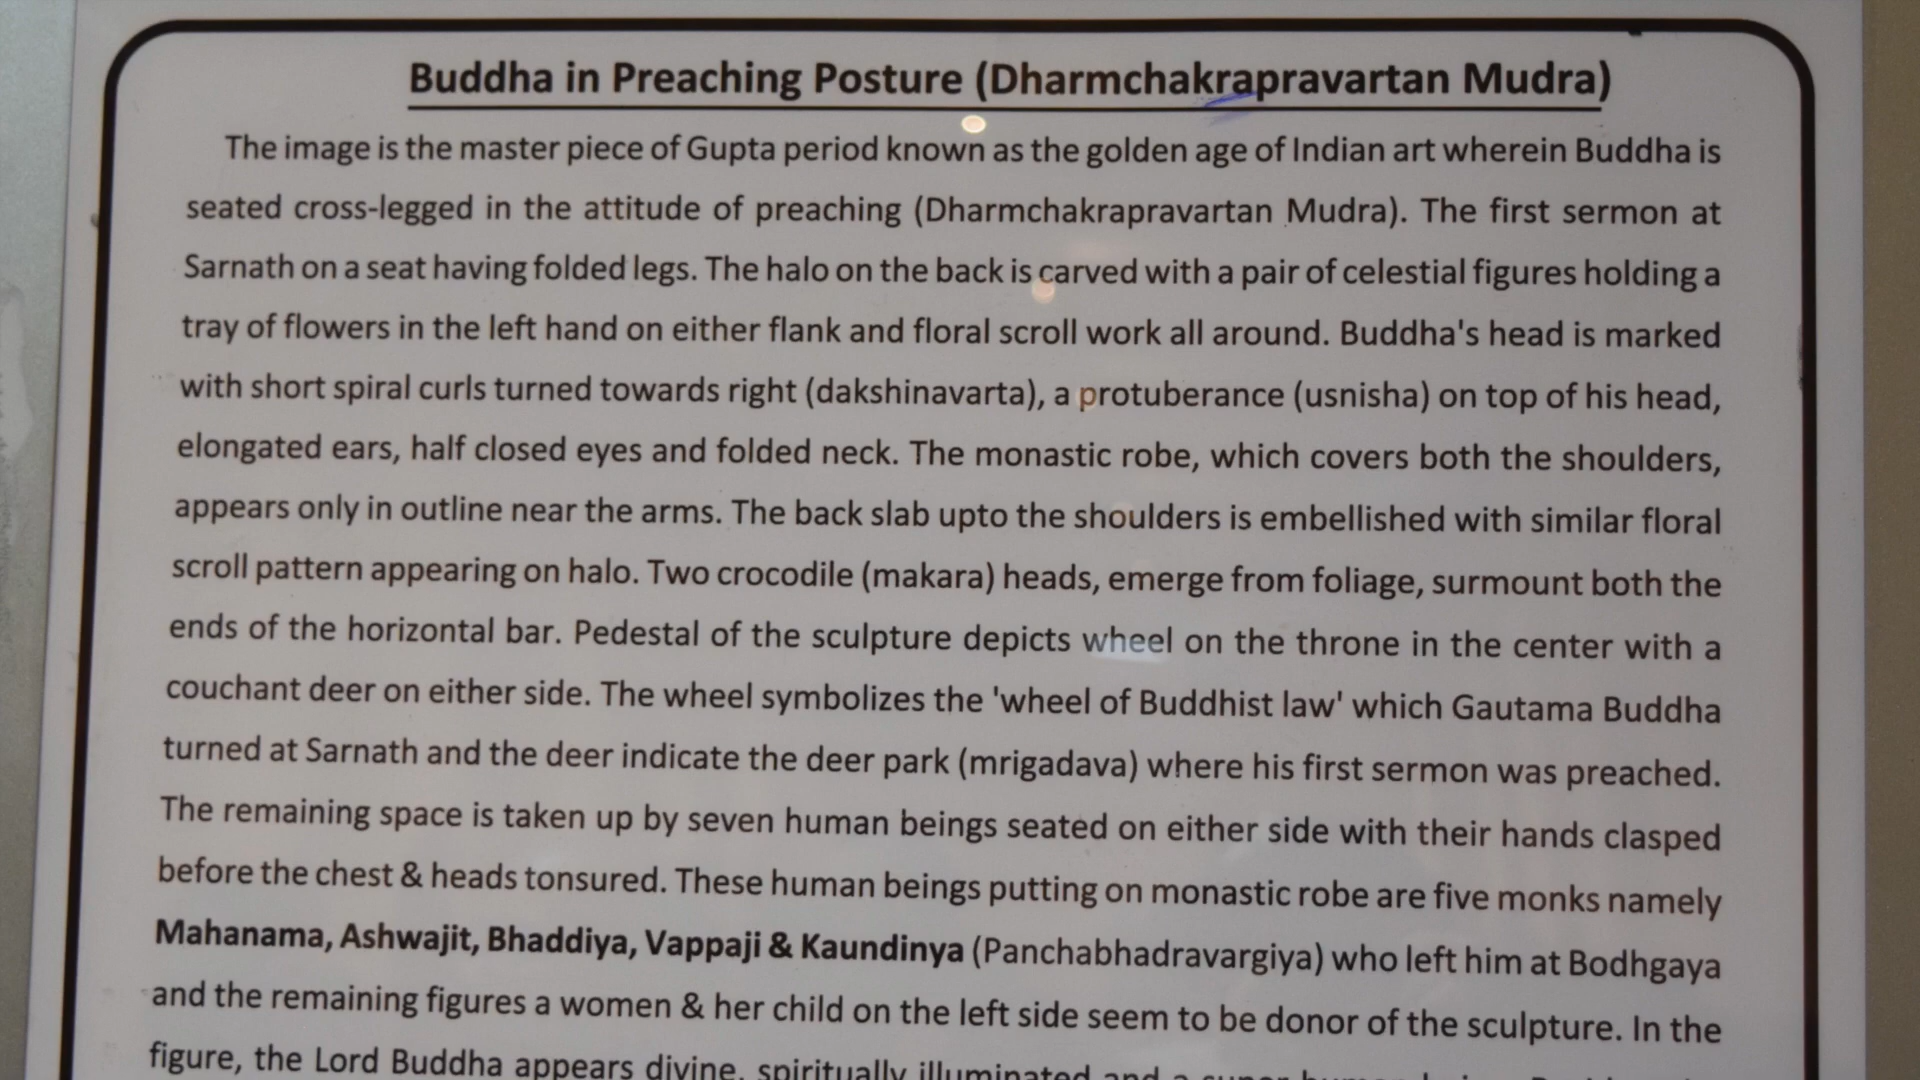 Buddha in Preaching Posture (Dharmchakrapravartan Mudra)
The image is the master piece of Gupta period known as the golden age of Indian art wherein Buddha is
seated cross-legged in the attitude of preaching (Dharmchakrapravartan Mudra). The first sermon at
Sarnath on a seat having folded legs. The halo on the back is carved with a pair of celestial figures holding a
tray of flowers in the left hand on either flank and floral scroll work all around. Buddha's head is marked
with short spiral curls turned towards right (dakshinavarta), a protuberance (usnisha) on top of his head,
elongated ears, half closed eyes and folded neck. The monastic robe, which covers both the shoulders,
appears only in outline near the arms. The back slab upto the shoulders is embellished with similar floral
scroll pattern appearing on halo. Two crocodile (makara) heads, emerge from foliage, surmount both the
ends of the horizontal bar. Pedestal of the sculpture depicts wheel on the throne in the center with a
couchant deer on either side. The wheel symbolizes the 'wheel of Buddhist law' which Gautama Buddha
turned at Sarnath and the deer indicate the deer park (mrigadava) where his first sermon was preached.
The remaining space is taken up by seven human beings seated on either side with their hands clasped
before the chest & heads tonsured. These human beings putting on monastic robe are five monks namely
Mahanama, Ashwajit, Bhaddiya, Vappaji & Kaundinya (Panchabhadravargiya) who left him at Bodhgaya
and the remaining figures a women & her child on the left side seem to be donor of the sculpture. In the
figure, the Lord Buddha appears divine, spiritually illuminated and a